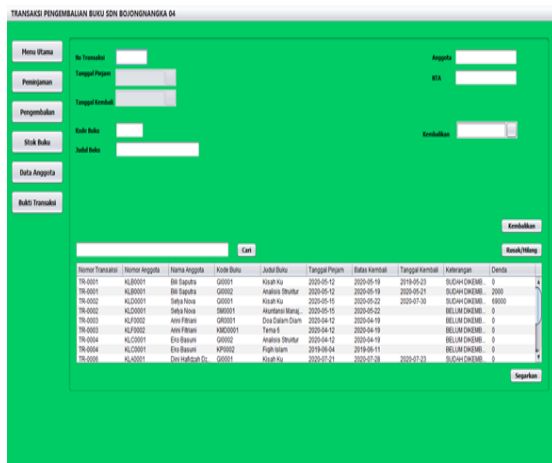 TRANSAKSI PENGEMBALIAN BUKU SDN BOJONGNANGKA 04
Menu Utama
Peminjaman
Pengembalian
Stok Buku
Data Anggota
Bukti Transaksi
No Transaksi
Tanggal Pinjam
Tanggal Kembali
Kode Buku
Judul Buku
Anggota
Kembalikan
Kembalikan
Cari
Rusak/Hilang
Nomor Transaksi Nomor Anggota Nama Anggota Kode Buku Judul Buku Tanggal Pinjam Batas Kembali Tanggal Kembali Keterangan Denda
TR-0001 KLB0001 Bili Saputra GI0001 Kisah Ku 2020-05-12 2020-05-19 2019-05-23 SUDAH DIKEMB... 0
TR-0001 KLB0001 Bili Saputra GI0002 Analisis Struktur 2020-05-12 2020-05-19 2020-05-21 SUDAH DIKEMB... 2000
TR-0002 KLD0001 Setya Nova GI0001 Kisah Ku 2020-05-15 2020-05-22 2020-07-30 SUDAH DIKEMB... 69000
TR-0002 KLD0001 Setya Nova SM0001 Akuntansi Manaj... 2020-05-15 2020-05-22 BELUM DIKEMB... 0
TR-0003 KLF0002 Anni Fitriani GR0001 Doa Dalam Diam 2020-04-12 2020-04-19 BELUM DIKEMB... 0
TR-0003 KLF0002 Anni Fitriani KMD0001 Tema 6 2020-04-12 2020-04-19 BELUM DIKEMB... 0
TR-0004 KLC0001 Eko Basuni GI0002 Analisis Struktur 2020-04-12 2020-04-19 BELUM DIKEMB... 0
TR-0004 KLC0001 Eko Basuni KP0002 Fiqih Islam 2019-06-04 2019-06-11 BELUM DIKEMB... 0
TR-0006 KLA0001 Dini Hafidzah Dz... GI0001 Kisah Ku 2020-07-21 2020-07-28 2020-07-23 SUDAH DIKEMB... 0
Segarkan